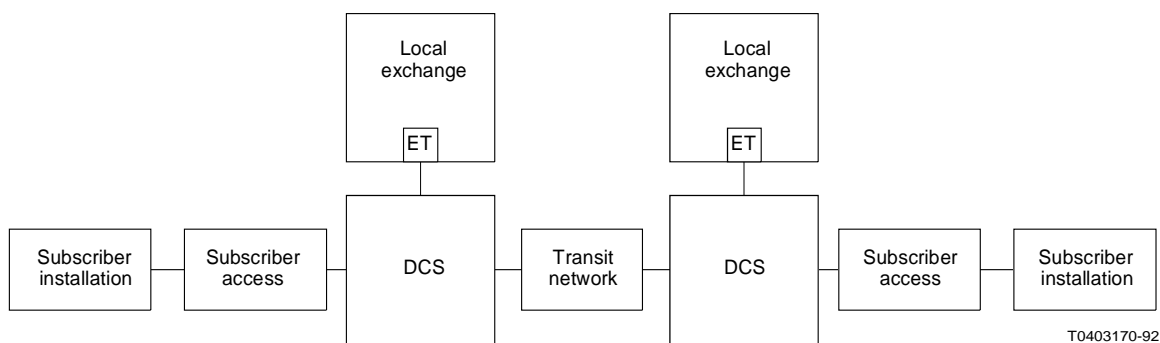 Local
exchange
ET
Local
exchange
ET
Subscriber
installation
Subscriber
access
DCS
Transit
network
DCS
Subscriber
access
Subscriber
installation
T0403170-92